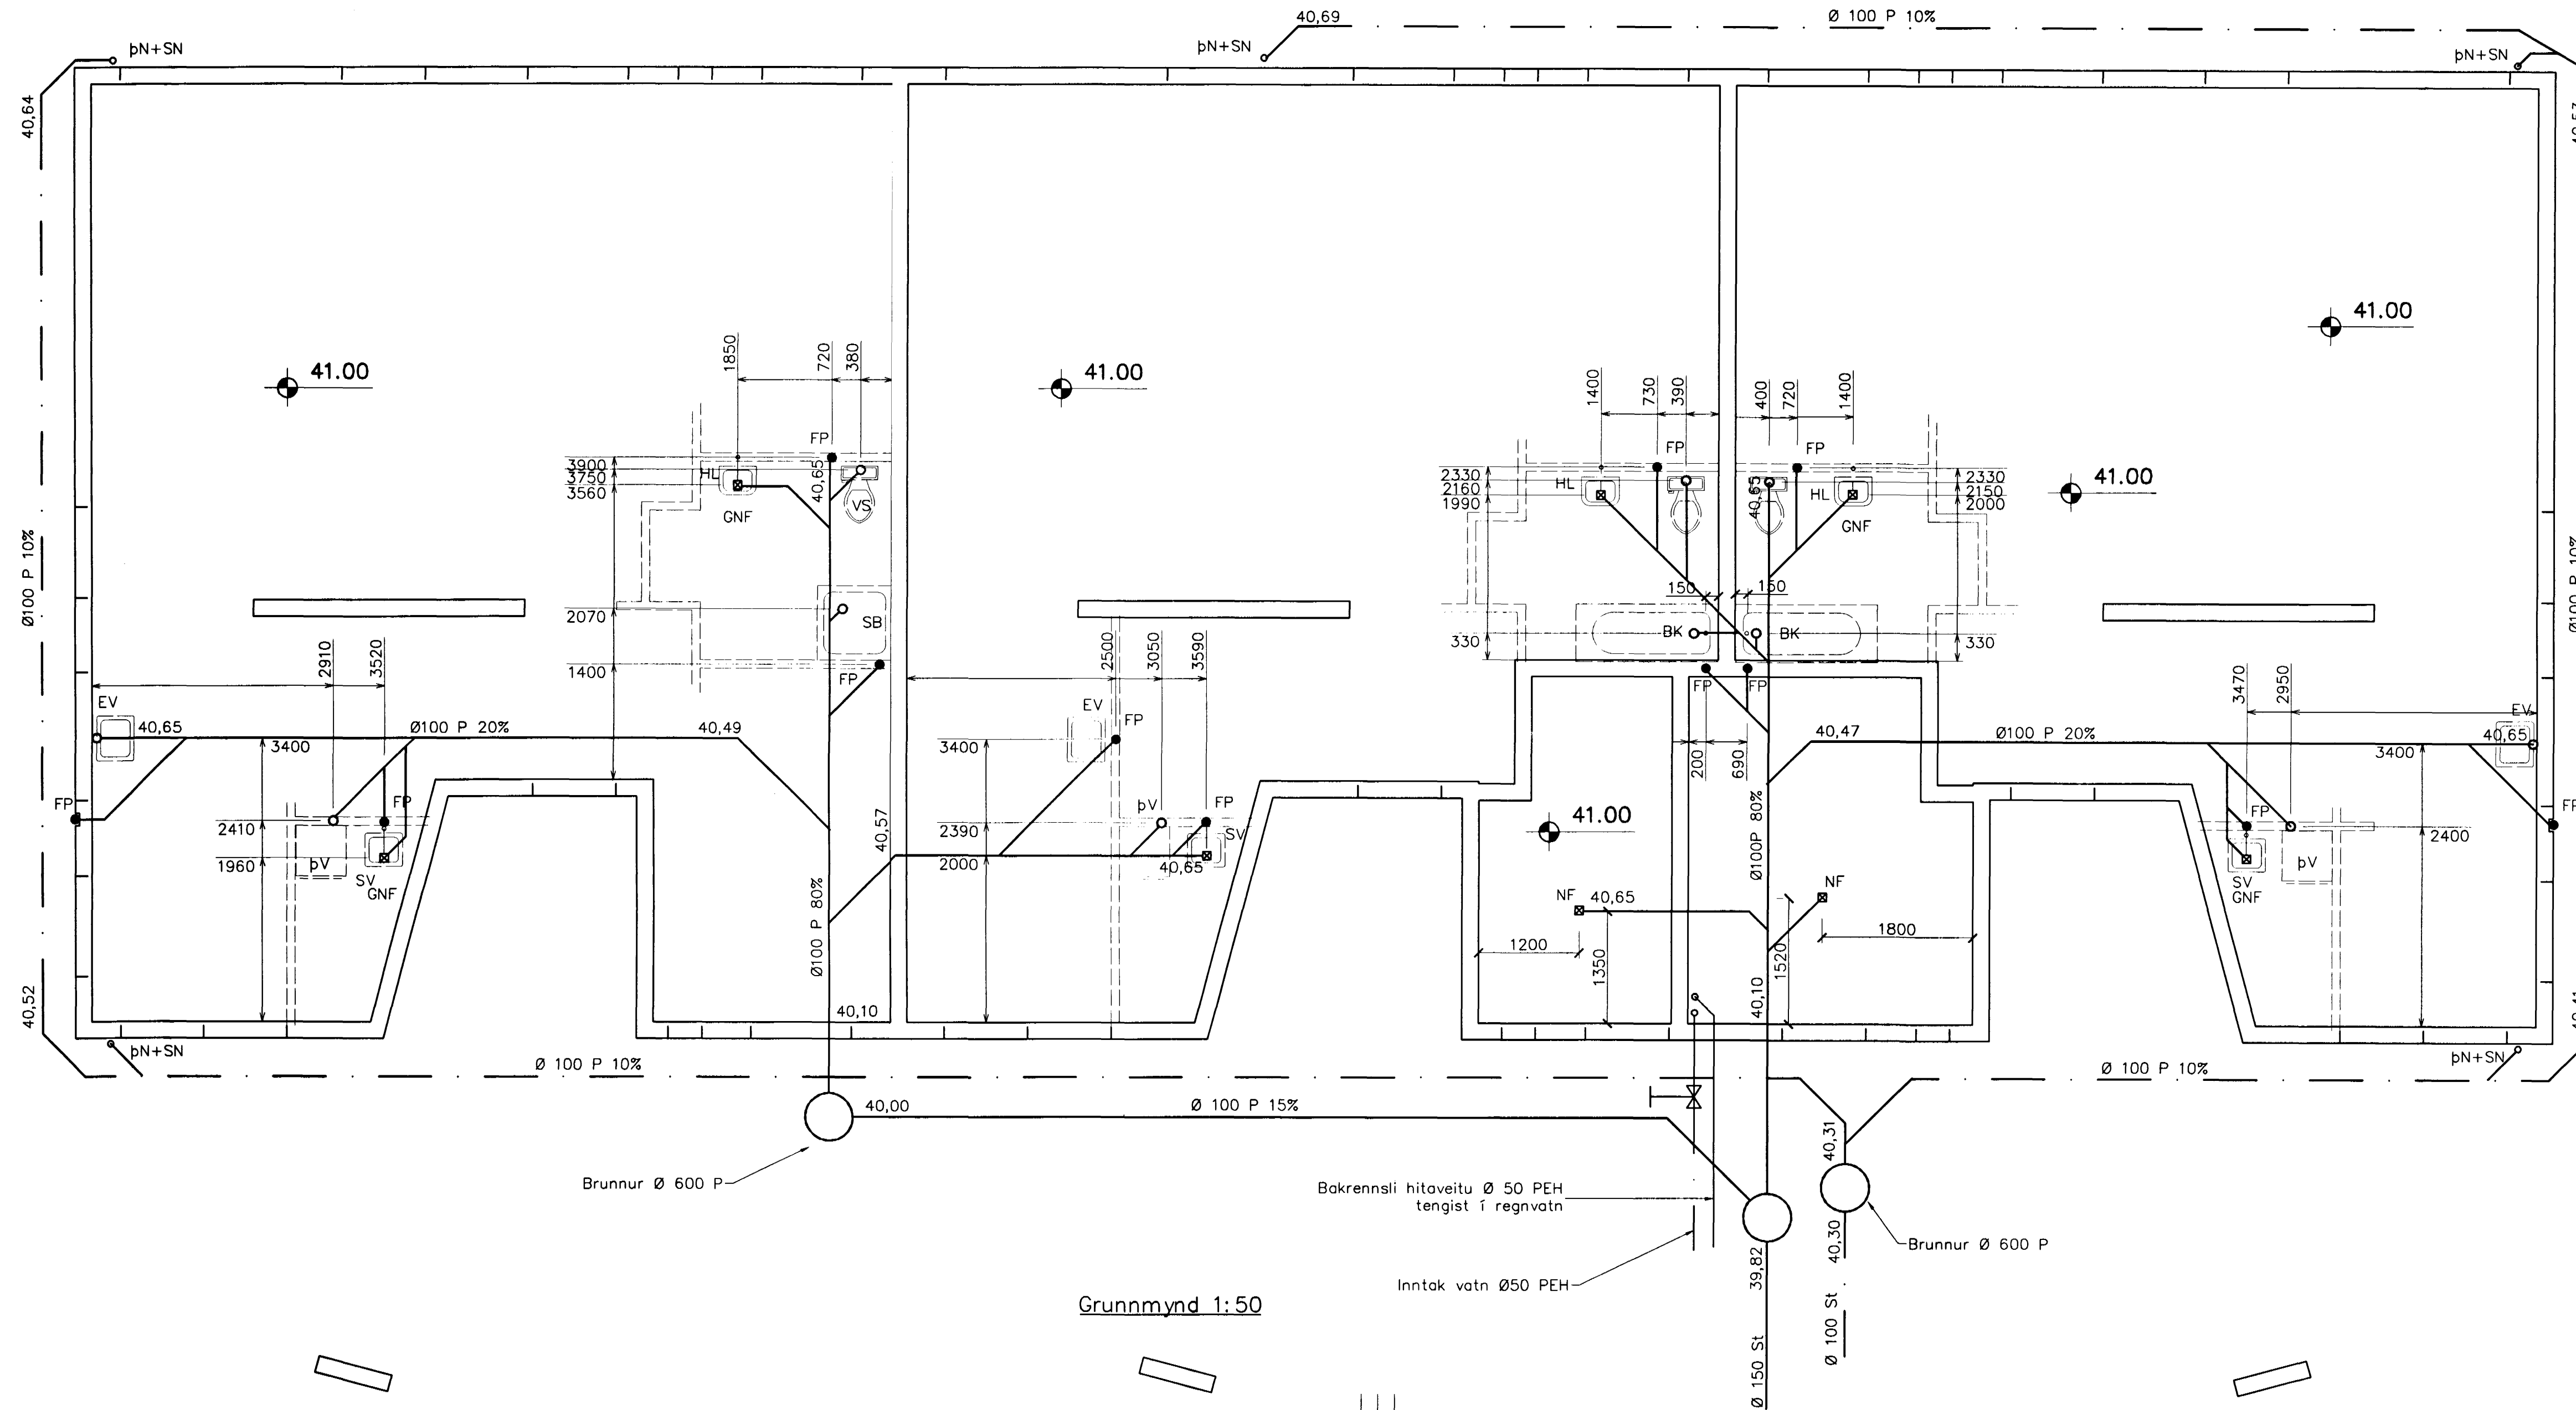 40,69
Ø 100 P 10%
þN+SN
þN+SN
þN+SN
40,64
41.00
41.00
41.00
41.00
1850
720
380
1400
730
390
400
720
1400
FP
FP
FP
3900
3750
3560
HL
40,65
VS
GNF
2330
2160
1990
HL
40,65
HL
GNF
2330
2150
2000
Ø100 P 10%
Ø100 P 10%
2070
SB
150
150
BK
BK
330
330
2910
3520
1400
FP
2500
3050
3590
FP
FP
3470
2950
EV
40,65
Ø100 P 20%
40,49
3400
EV
FP
3400
200
690
40,47
Ø100 P 20%
EV
40,65
3400
FP
FP
2410
1960
þV
SV
GNF
40,57
2390
2000
þV
FP
SV
40,65
41.00
Ø100P 80%
FP
FP
2400
þV
SV
GNF
Ø100 P 80%
NF
40,65
NF
1200
1350
1520
1800
40,52
40,10
40,10
þN+SN
Ø 100 P 10%
þN+SN
Ø 100 P 10%
40,00
Ø 100 P 15%
40,31
Brunnur Ø 600 P
Bakrennsli hitaveitu Ø 50 PEH
tengist í regnvatn
Brunnur Ø 600 P
Inntak vatn Ø50 PEH
39,82
40,30
Grunnmynd 1:50
Ø 150 St
Ø 100 St